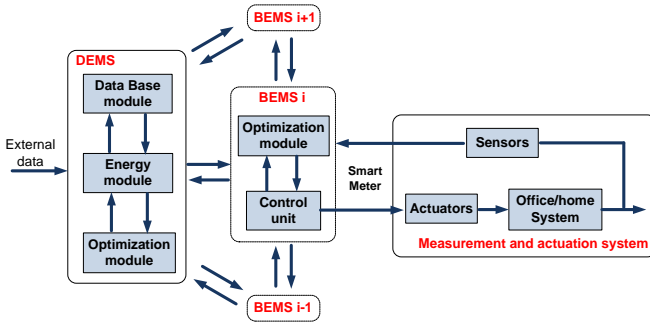 BEMS i+1
DEMS
Data Base
module
External
data
Energy
module
Optimization
module
BEMS i
Optimization
module
Control
unit
Smart
Meter
Sensors
Actuators
Office/home
System
Measurement and actuation system
BEMS i-1